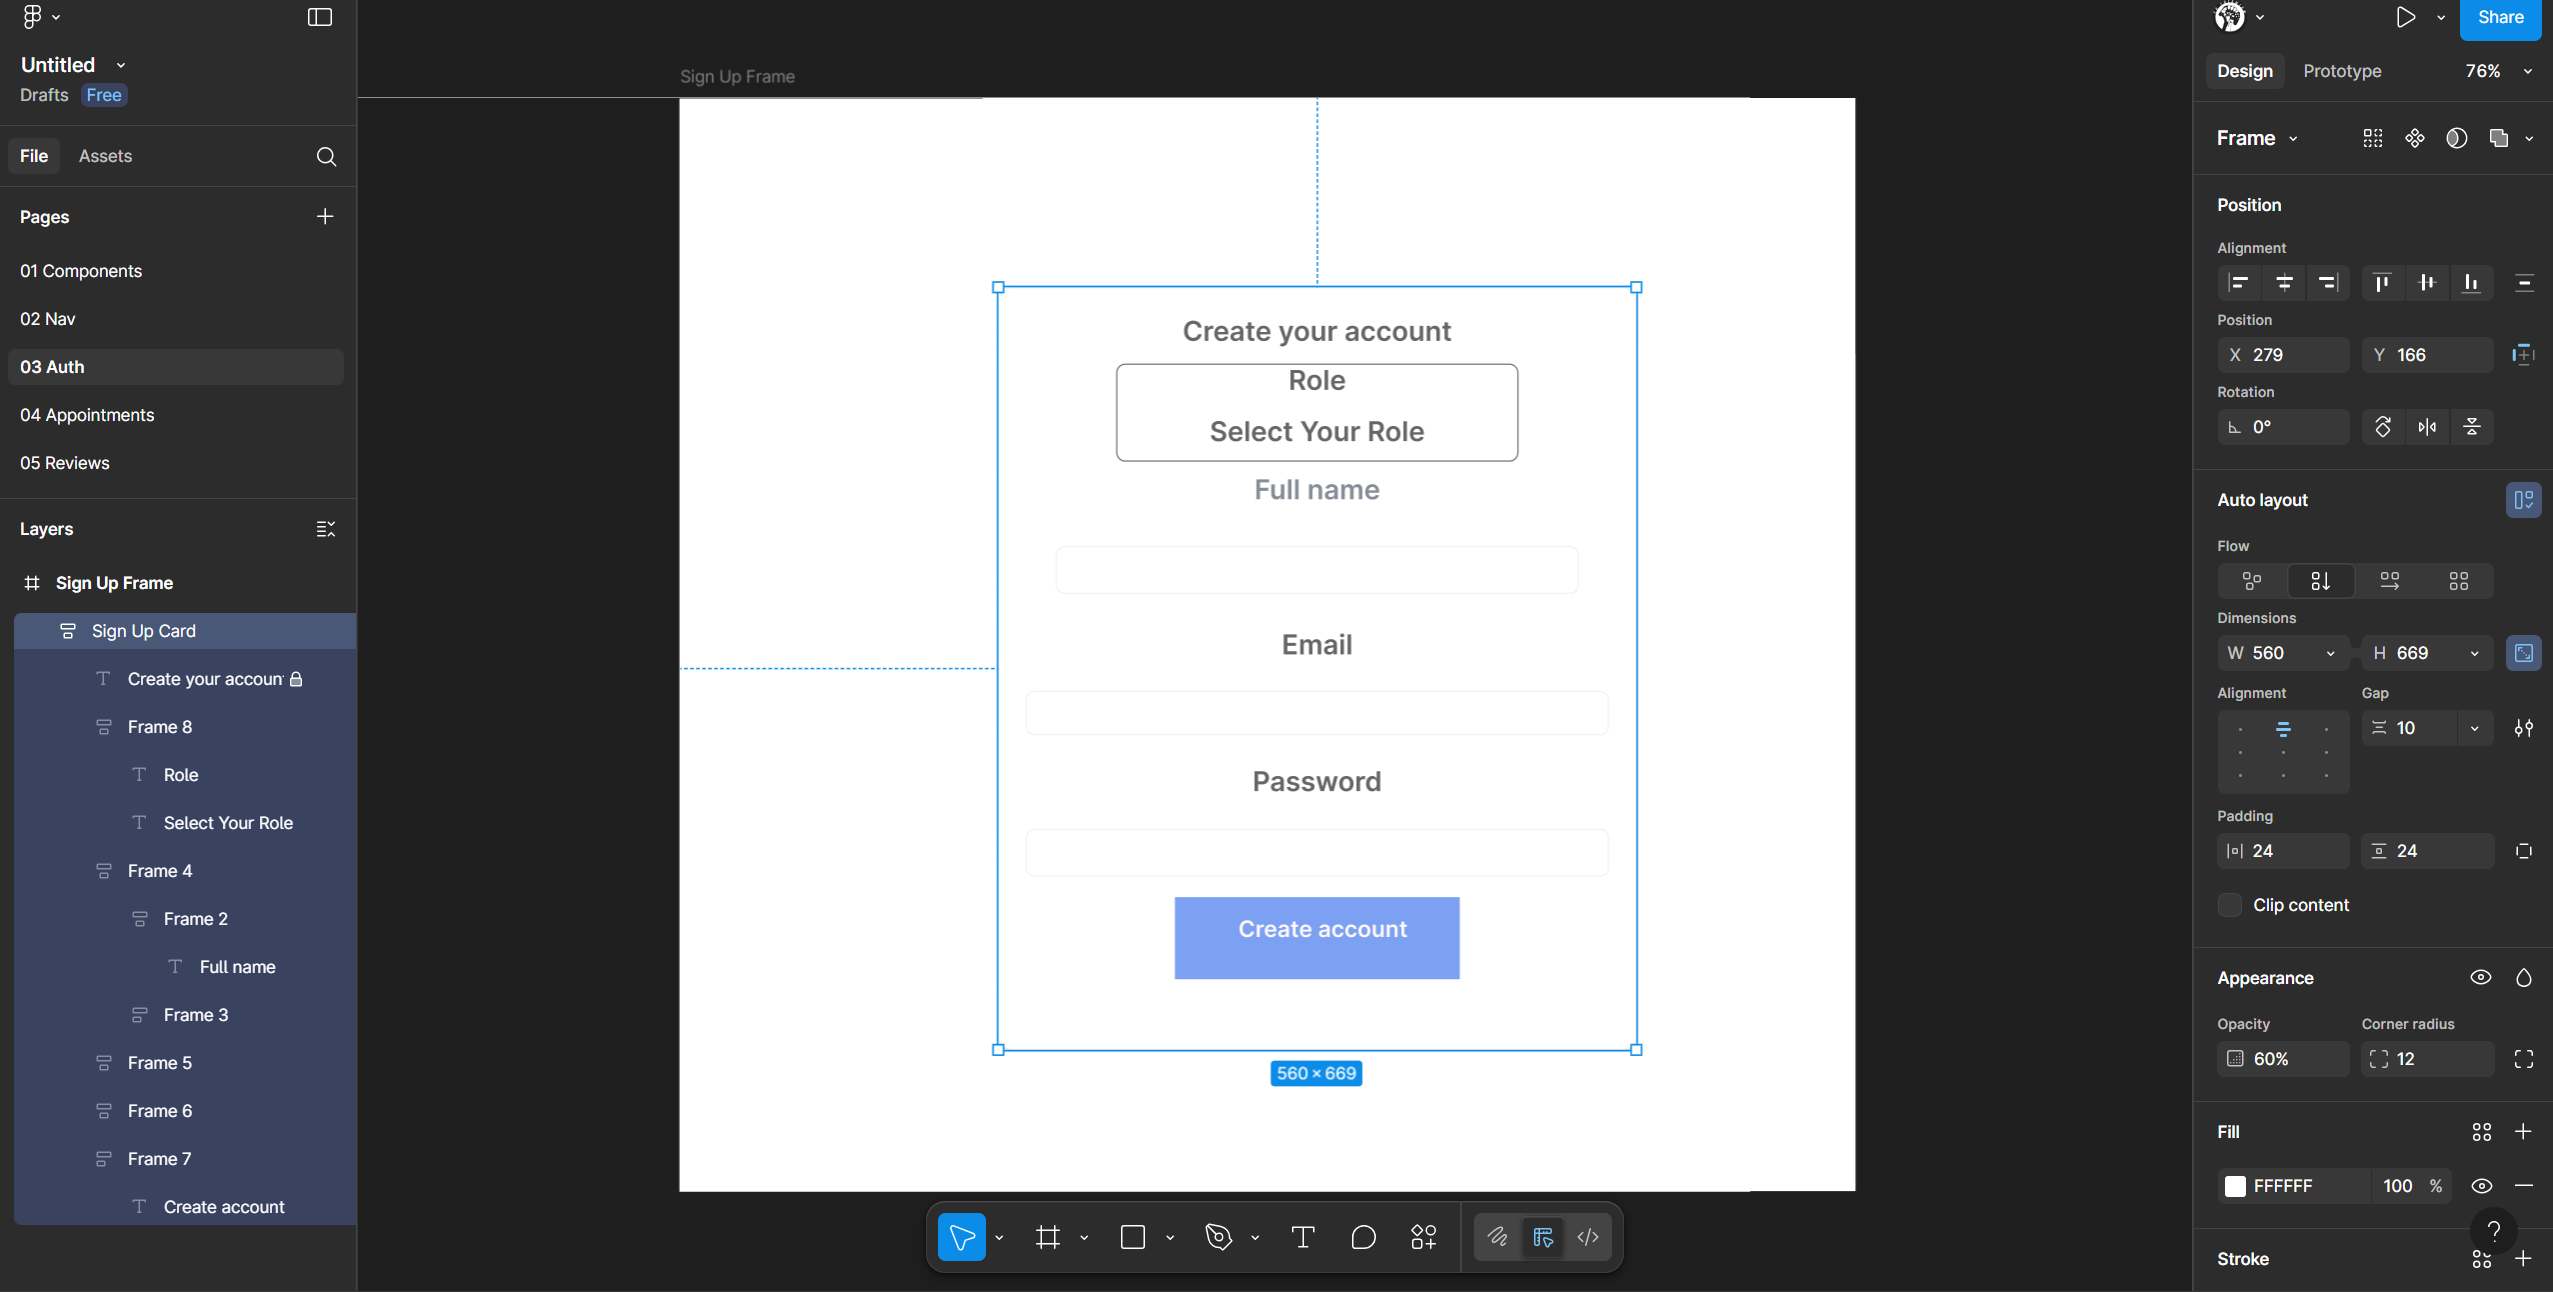 Untitled
Drafts Free
File Assets
Pages
01 Components
02 Nav
03 Auth
04 Appointments
05 Reviews
Layers
Sign Up Frame
Sign Up Card
Create your accoun
Frame 8
Role
Select Your Role
Frame 4
Frame 2
Full name
Frame 3
Frame 5
Frame 6
Frame 7
Create account
Sign Up Frame
Create your account
Role
Select Your Role
Full name
Email
Password
Create account
560 × 669
Share
Design Prototype 76%
Frame
Position
Alignment
Position
X 279 Y 166
Rotation
0°
Auto layout
Flow
Dimensions
W 560 H 669
Alignment Gap
10
Padding
24 24
Clip content
Appearance
Opacity Corner radius
60% 12
Fill
FFFFFF 100 %
?
Stroke